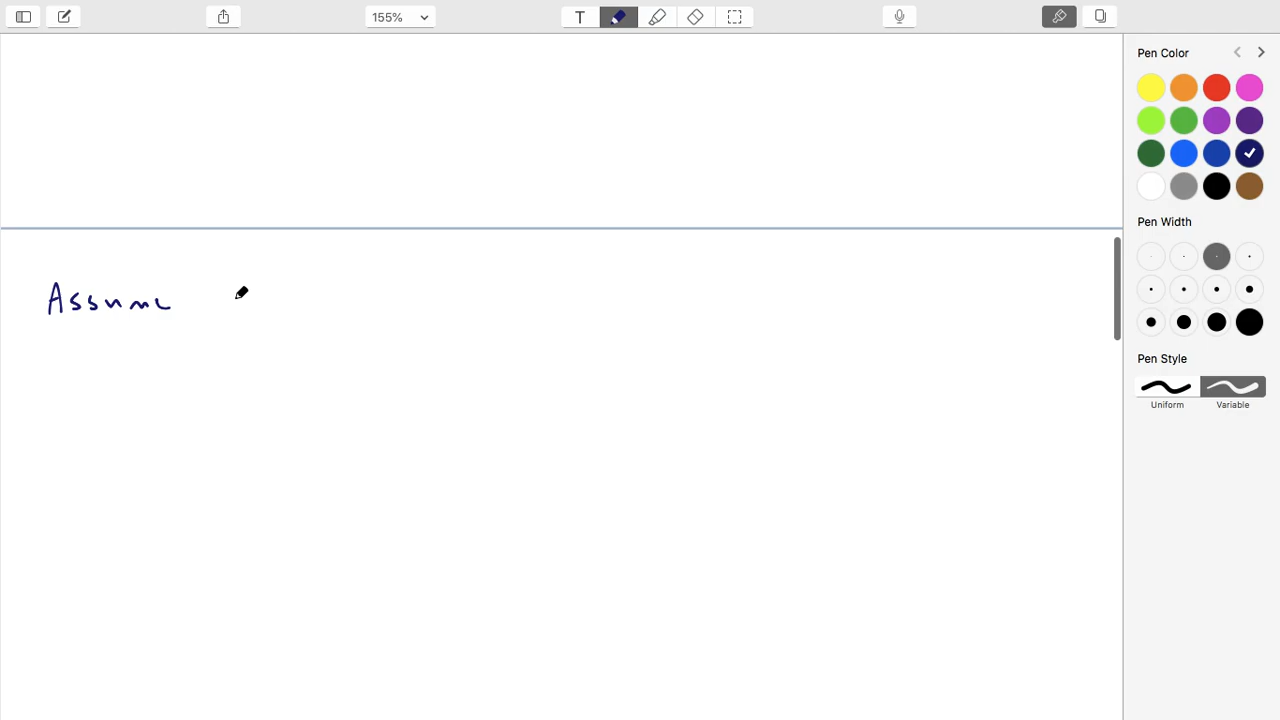 155%
T
Pen Color
Assume
Pen Width
Pen Style
Uniform Variable